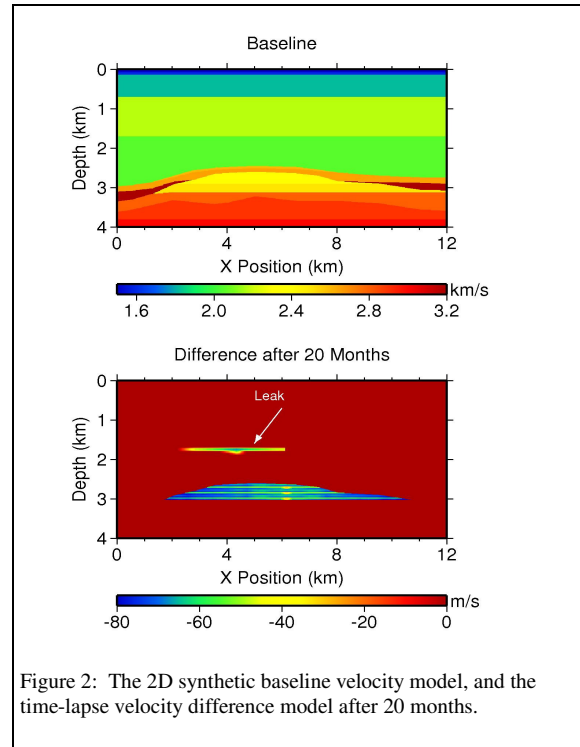 Baseline
0
1
2
3
4
Depth (km)
0 4 8 12
X Position (km)
km/s
1.6 2.0 2.4 2.8 3.2
Difference after 20 Months
0
1
2
3
4
Depth (km)
Leak
0 4 8 12
X Position (km)
m/s
-80 -60 -40 -20 0
Figure 2: The 2D synthetic baseline velocity model, and the
time-lapse velocity difference model after 20 months.